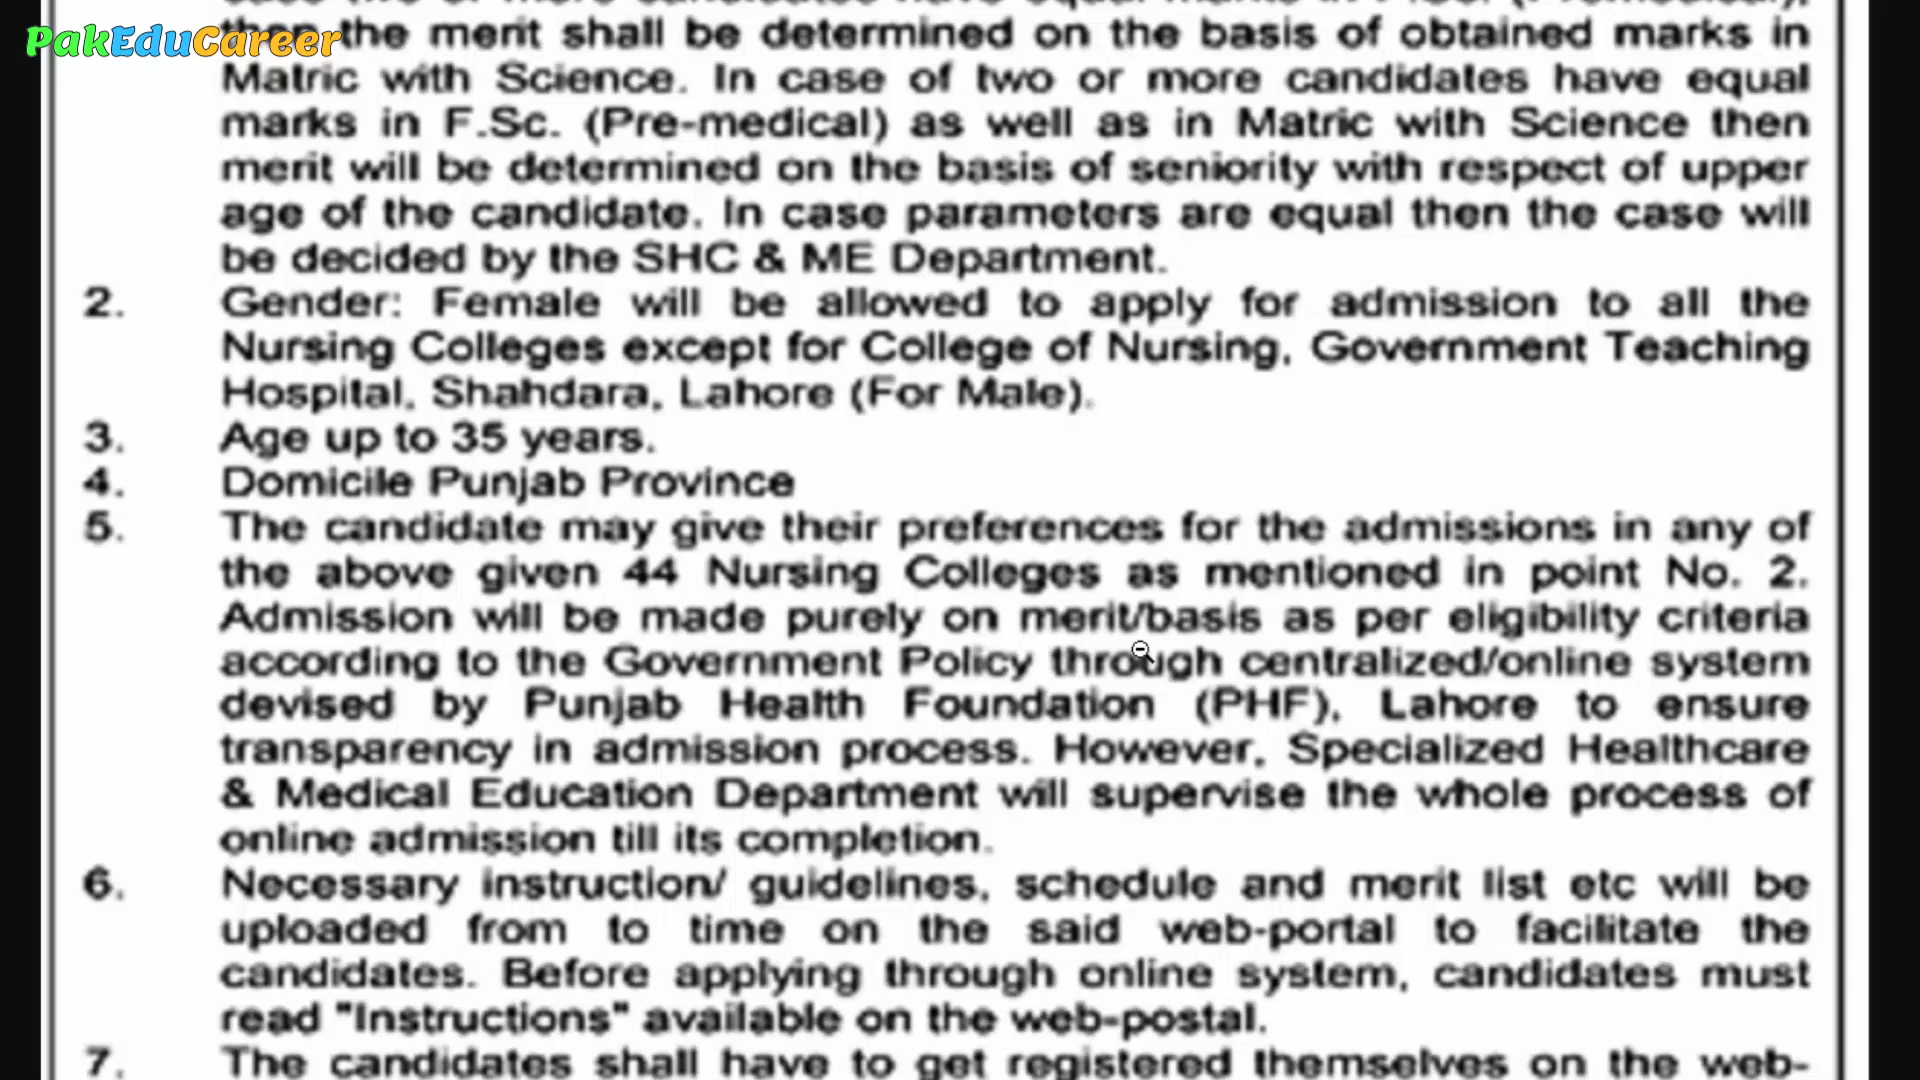 PakEduCareer
then the merit shall be determined on the basis of obtained marks in
Matric with Science. In case of two or more candidates have equal
marks in F.Sc. (Pre-medical) as well as in Matric with Science then
merit will be determined on the basis of seniority with respect of upper
age of the candidate. In case parameters are equal then the case will
be decided by the SHC & ME Department.
2. Gender: Female will be allowed to apply for admission to all the
Nursing Colleges except for College of Nursing, Government Teaching
Hospital, Shahdara, Lahore (For Male).
3. Age up to 35 years.
4. Domicile Punjab Province
5. The candidate may give their preferences for the admissions in any of
the above given 44 Nursing Colleges as mentioned in point No. 2.
Admission will be made purely on merit/basis as per eligibility criteria
according to the Government Policy through centralized/online system
devised by Punjab Health Foundation (PHF), Lahore to ensure
transparency in admission process. However, Specialized Healthcare
& Medical Education Department will supervise the whole process of
online admission till its completion.
6. Necessary instruction/ guidelines, schedule and merit list etc will be
uploaded from to time on the said web-portal to facilitate the
candidates. Before applying through online system, candidates must
read "Instructions" available on the web-postal.
7. The candidates shall have to get registered themselves on the web-